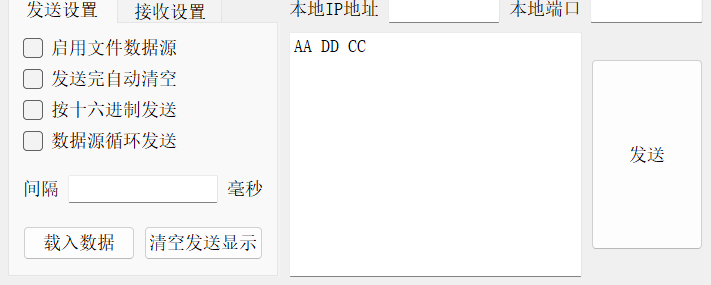 发送设置 接收设置
本地IP地址 本地端口
启用文件数据源
发送完自动清空
按十六进制发送
数据源循环发送
间隔 毫秒
载入数据 清空发送显示
AA DD CC
发送